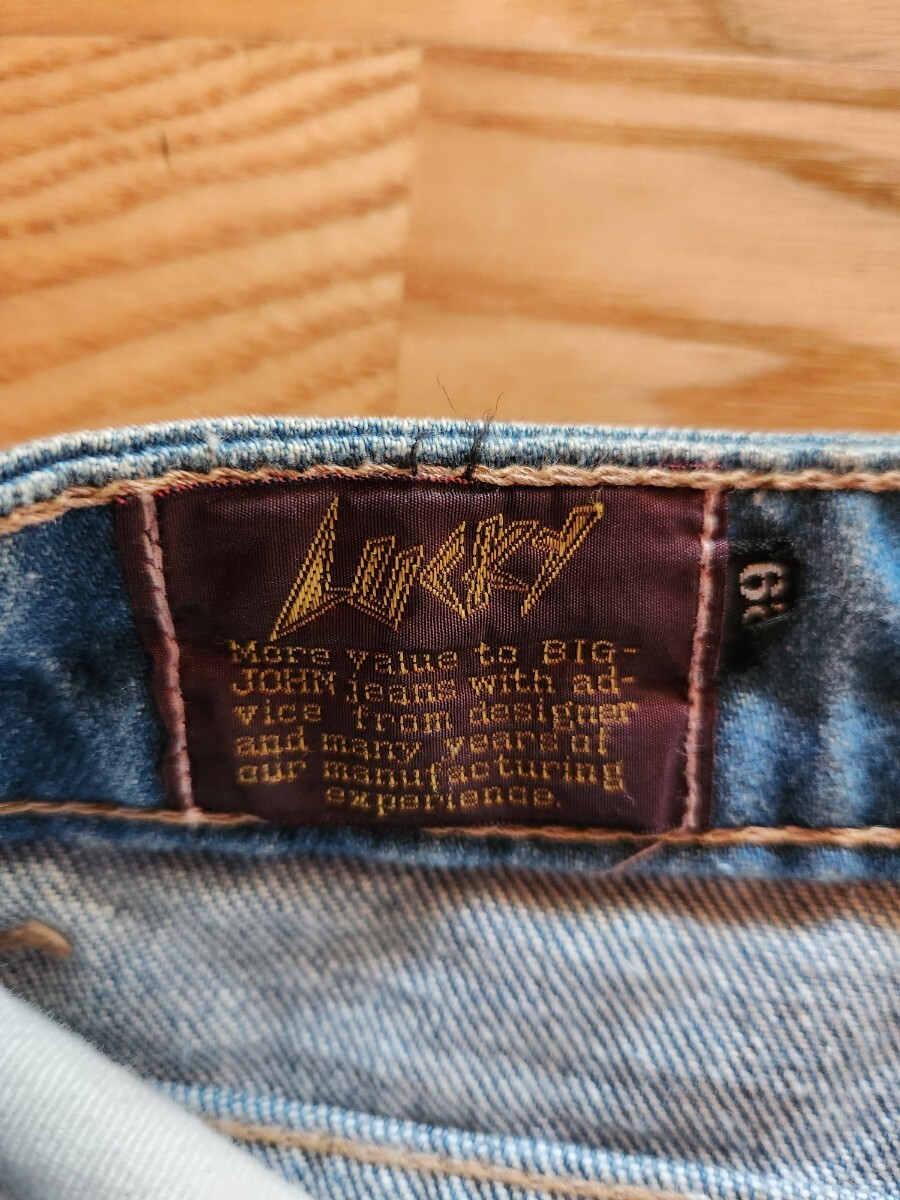 Lucky
More value to BIG-
JOHN jeans with ad-
vice from designer
and many years of
our manufacturing
experience.